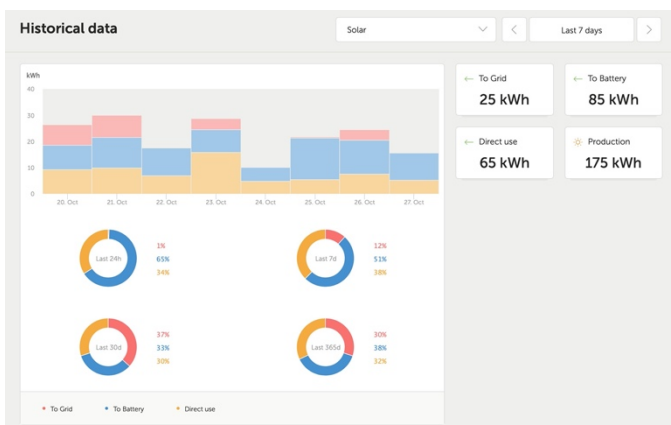 Historical data
Solar
Last 7 days
kWh
40
30
20
10
0
20. Oct
21. Oct
22. Oct
23. Oct
24. Oct
25. Oct
26. Oct
27. Oct
← To Grid
25 kWh
← To Battery
85 kWh
← Direct use
65 kWh
Production
175 kWh
Last 24h
1%
65%
34%
Last 7d
12%
51%
38%
Last 30d
37%
33%
30%
Last 365d
30%
38%
32%
To Grid
To Battery
Direct use